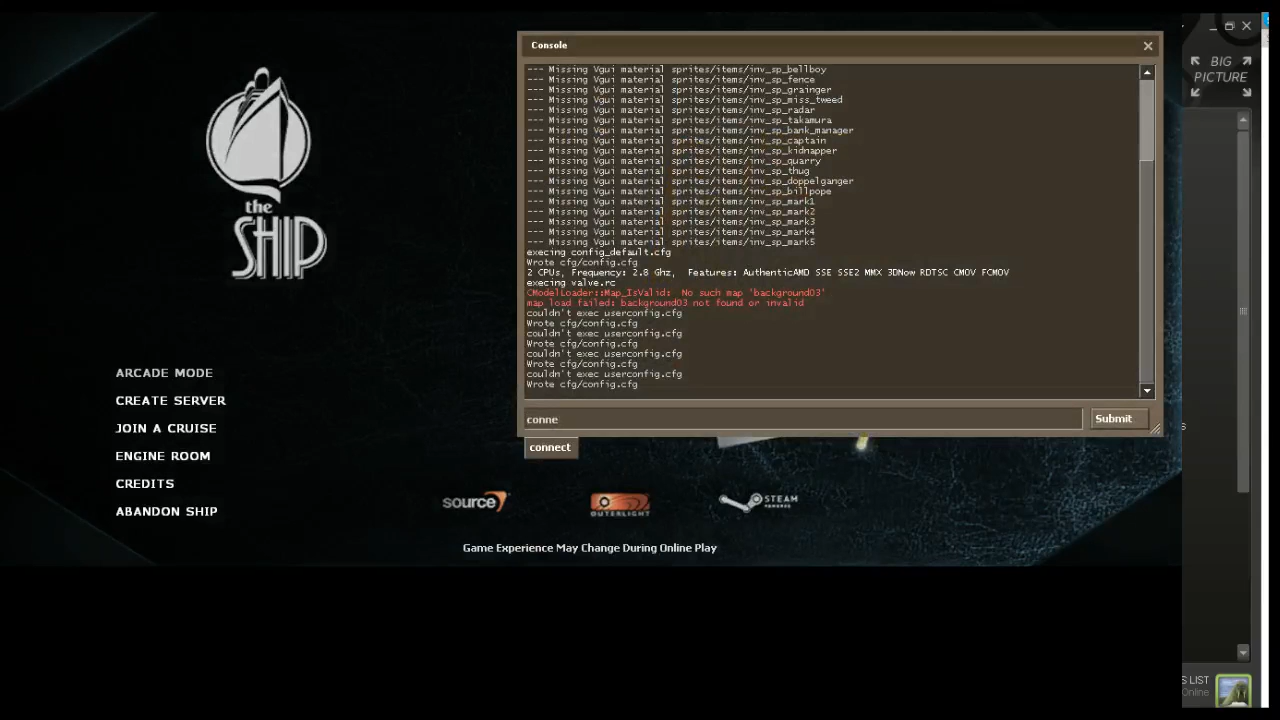 Console
--- Missing Vgui material sprites/items/inv_sp_bellboy
--- Missing Vgui material sprites/items/inv_sp_fence
--- Missing Vgui material sprites/items/inv_sp_grainger
--- Missing Vgui material sprites/items/inv_sp_miss_tweed
--- Missing Vgui material sprites/items/inv_sp_radar
--- Missing Vgui material sprites/items/inv_sp_takamura
--- Missing Vgui material sprites/items/inv_sp_bank_manager
--- Missing Vgui material sprites/items/inv_sp_captain
--- Missing Vgui material sprites/items/inv_sp_kidnapper
--- Missing Vgui material sprites/items/inv_sp_quarry
--- Missing Vgui material sprites/items/inv_sp_thug
--- Missing Vgui material sprites/items/inv_sp_doppelganger
--- Missing Vgui material sprites/items/inv_sp_billpope
--- Missing Vgui material sprites/items/inv_sp_mark1
--- Missing Vgui material sprites/items/inv_sp_mark2
--- Missing Vgui material sprites/items/inv_sp_mark3
--- Missing Vgui material sprites/items/inv_sp_mark4
--- Missing Vgui material sprites/items/inv_sp_mark5
execing config_default.cfg
Wrote cfg/config.cfg
2 CPUs, Frequency: 2.8 Ghz,  Features: AuthenticAMD SSE SSE2 MMX 3DNow RDTSC CMOV FCMOV
execing valve.rc
CModelLoader::Map_IsValid:  No such map 'background03'
map load failed: background03 not found or invalid
couldn't exec userconfig.cfg
Wrote cfg/config.cfg
couldn't exec userconfig.cfg
Wrote cfg/config.cfg
couldn't exec userconfig.cfg
Wrote cfg/config.cfg
couldn't exec userconfig.cfg
Wrote cfg/config.cfg
conne
Submit
connect
the
SHIP
ARCADE MODE
CREATE SERVER
JOIN A CRUISE
ENGINE ROOM
CREDITS
ABANDON SHIP
source
OUTERLIGHT
STEAM
POWERED
Game Experience May Change During Online Play
BIG
PICTURE
S LIST
Online